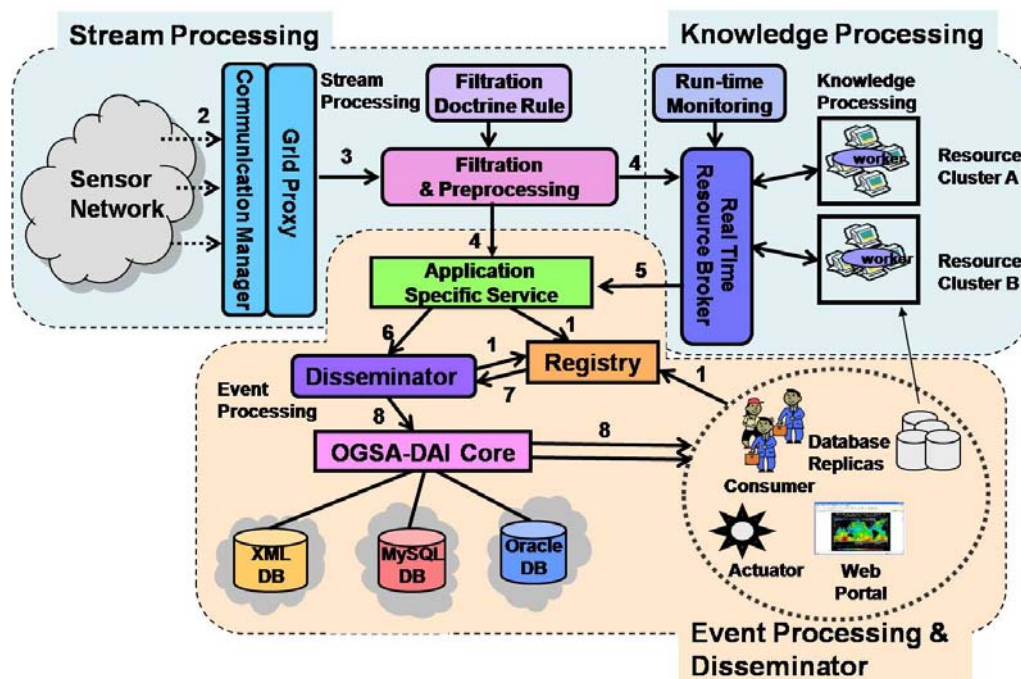 Stream Processing
Knowledge Processing
2
Communication Manager
Grid Proxy
Stream
Processing
Filtration
Doctrine Rule
Run-time
Monitoring
Knowledge
Processing
Sensor
Network
3
Filtration
& Preprocessing
4
Real TIme
Resource Broker
worker
Resource
Cluster A
4
worker
Resource
Cluster B
Application
Specific Service
5
6
1
1
Disseminator
Registry
7
1
Event
Processing
8
OGSA-DAI Core
8
Database
Replicas
Consumer
XML
DB
MySQL
DB
Oracle
DB
Actuator
Web
Portal
Event Processing &
Disseminator